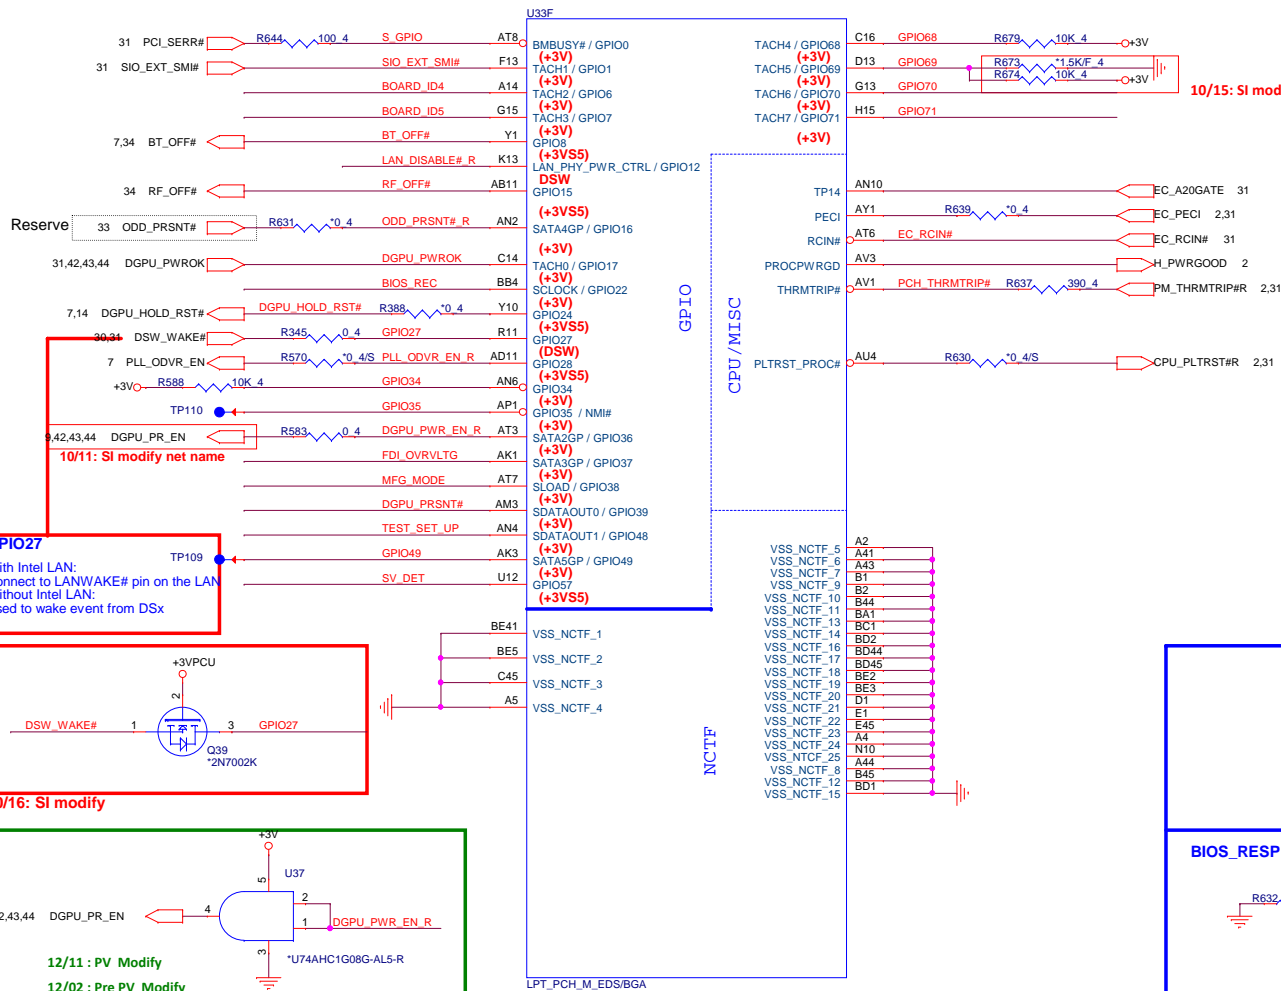 U33F
31 PCI_SERR# R644 100_4 S_GPIO AT8 BMBUSY# / GPIO0 (+3V)
31 SIO_EXT_SMI# SIO_EXT_SMI# F13 TACH1 / GPIO1 (+3V)
BOARD_ID4 A14 TACH2 / GPIO6 (+3V)
BOARD_ID5 G15 TACH3 / GPIO7 (+3V)
7,34 BT_OFF# BT_OFF# Y1 GPIO8 (+3VS5)
LAN_DISABLE#_R K13 LAN_PHY_PWR_CTRL / GPIO12 DSW
34 RF_OFF# RF_OFF# AB11 GPIO15 (+3VS5)
Reserve 33 ODD_PRSNT# R631 *0_4 ODD_PRSNT#_R AN2 SATA4GP / GPIO16 (+3V)
31,42,43,44 DGPU_PWROK DGPU_PWROK C14 TACH0 / GPIO17 (+3V)
BIOS_REC BB4 SCLOCK / GPIO22 (+3V)
7,14 DGPU_HOLD_RST# DGPU_HOLD_RST# R388 *0_4 Y10 GPIO24 (+3VS5)
30,31 DSW_WAKE# R345 0_4 GPIO27 R11 GPIO27 (DSW)
7 PLL_ODVR_EN R570 *0_4/S PLL_ODVR_EN_R AD11 GPIO28 (+3VS5)
+3V R588 10K_4 GPIO34 AN6 GPIO34 (+3V)
TP110 GPIO35 AP1 GPIO35 / NMI# (+3V)
9,42,43,44 DGPU_PR_EN R583 0_4 DGPU_PWR_EN_R AT3 SATA2GP / GPIO36 (+3V)
10/11: SI modify net name
FDI_OVRVLTG AK1 SATA3GP / GPIO37 (+3V)
MFG_MODE AT7 SLOAD / GPIO38 (+3V)
DGPU_PRSNT# AM3 SDATAOUT0 / GPIO39 (+3V)
TEST_SET_UP AN4 SDATAOUT1 / GPIO48 (+3V)
TP109 GPIO49 AK3 SATA5GP / GPIO49 (+3V)
SV_DET U12 GPIO57 (+3VS5)
BE41 VSS_NCTF_1
BE5 VSS_NCTF_2
C45 VSS_NCTF_3
A5 VSS_NCTF_4
TACH4 / GPIO68 (+3V) C16 GPIO68 R679 10K_4 +3V
TACH5 / GPIO69 (+3V) D13 GPIO69 R673 *1.5K/F_4
R674 10K_4 +3V
TACH6 / GPIO70 (+3V) G13 GPIO70
10/15: SI mod
TACH7 / GPIO71 (+3V) H15 GPIO71
GPIO
CPU/MISC
NCTF
TP14 AN10 EC_A20GATE 31
PECI AY1 R639 *0_4 EC_PECI 2,31
RCIN# AT6 EC_RCIN# EC_RCIN# 31
PROCPWRGD AV3 H_PWRGOOD 2
THRMTRIP# AV1 PCH_THRMTRIP# R637 390_4 PM_THRMTRIP#R 2,31
PLTRST_PROC# AU4 R630 *0_4/S CPU_PLTRST#R 2,31
VSS_NCTF_5 A2
VSS_NCTF_6 A41
VSS_NCTF_7 A43
VSS_NCTF_9 B1
VSS_NCTF_10 B2
VSS_NCTF_11 B44
VSS_NCTF_13 BA1
VSS_NCTF_14 BC1
VSS_NCTF_16 BD2
VSS_NCTF_17 BD44
VSS_NCTF_18 BD45
VSS_NCTF_19 BE2
VSS_NCTF_20 BE3
VSS_NCTF_21 D1
VSS_NCTF_22 E1
VSS_NCTF_23 E45
VSS_NCTF_24 A4
VSS_NTCF_25 N10
VSS_NCTF_8 A44
VSS_NCTF_12 B45
VSS_NCTF_15 BD1
LPT_PCH_M_EDS/BGA
PIO27
ith Intel LAN:
onnect to LANWAKE# pin on the LAN
ithout Intel LAN:
sed to wake event from DSx
+3VPCU
2
DSW_WAKE# 1 3 GPIO27
Q39
*2N7002K
0/16: SI modify
+3V
5 U37
2,43,44 DGPU_PR_EN 4 2
1 DGPU_PWR_EN_R
3
*U74AHC1G08G-AL5-R
12/11 : PV Modify
12/02 : Pre PV Modify
BIOS_RESP
R632